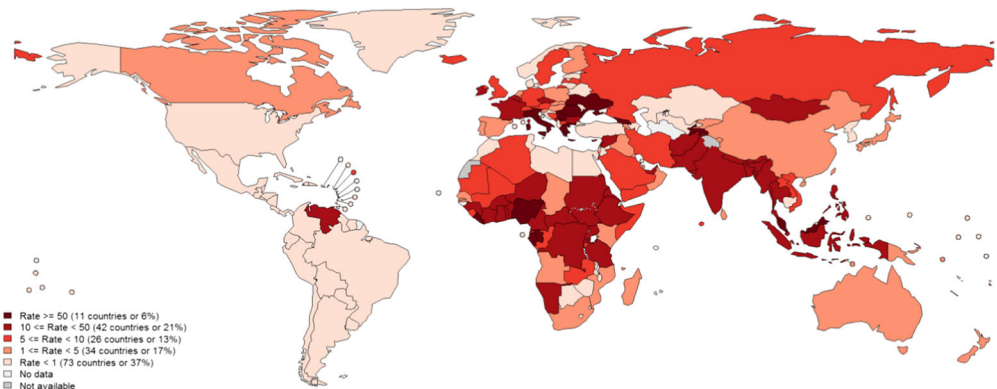 Rate >= 50 (11 countries or 6%)
10 <= Rate < 50 (42 countries or 21%)
5 <= Rate < 10 (26 countries or 13%)
1 <= Rate < 5 (34 countries or 17%)
Rate < 1 (73 countries or 37%)
No data
Not available